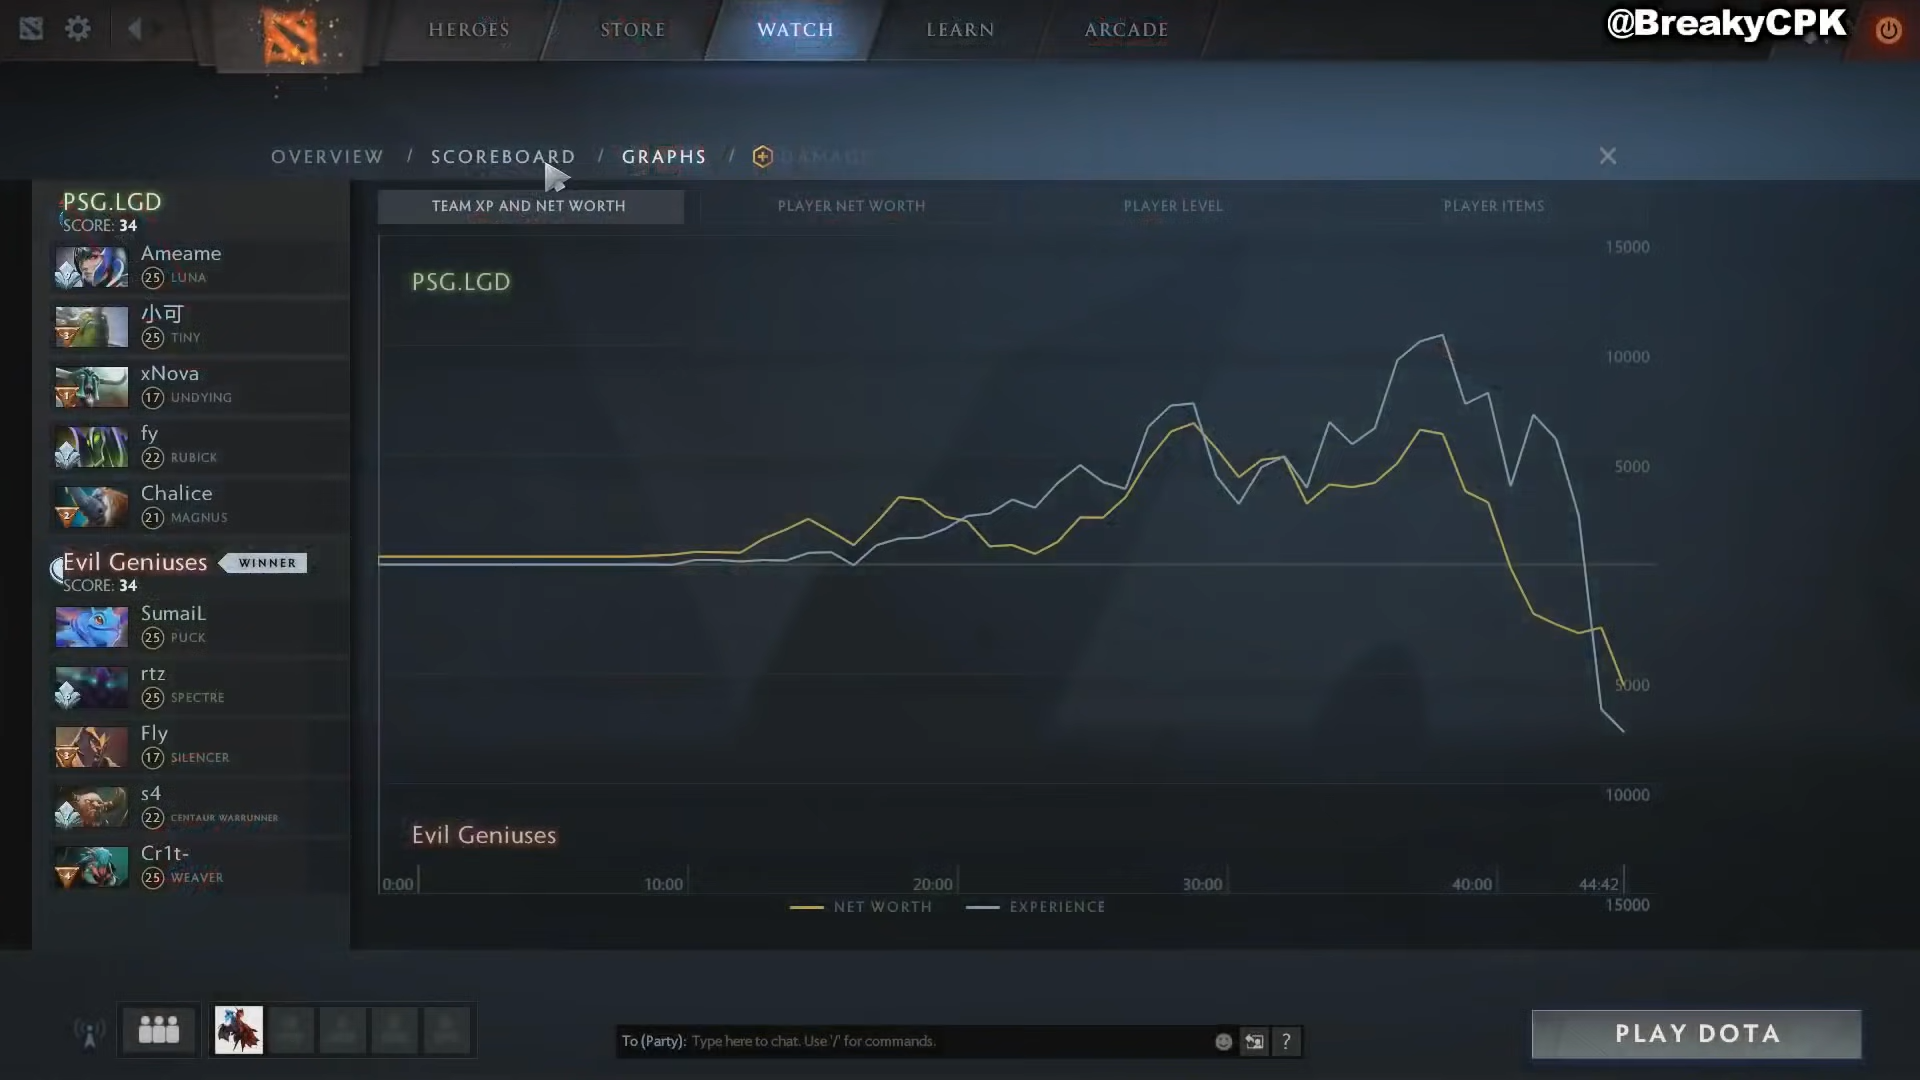 HEROES
STORE
WATCH
LEARN
ARCADE
@BreakyCPK
OVERVIEW / SCOREBOARD / GRAPHS / DAMAGE
PSG.LGD
SCORE: 34
Ameame
25 LUNA
小可
25 TINY
xNova
17 UNDYING
fy
22 RUBICK
Chalice
21 MAGNUS
Evil Geniuses WINNER
SCORE: 34
SumaiL
25 PUCK
rtz
25 SPECTRE
Fly
17 SILENCER
s4
22 CENTAUR WARRUNNER
Cr1t-
25 WEAVER
TEAM XP AND NET WORTH
PLAYER NET WORTH
PLAYER LEVEL
PLAYER ITEMS
PSG.LGD
15000
10000
5000
5000
10000
15000
Evil Geniuses
0:00
10:00
20:00
30:00
40:00
44:42
NET WORTH
EXPERIENCE
To (Party): Type here to chat. Use '/' for commands.
?
PLAY DOTA